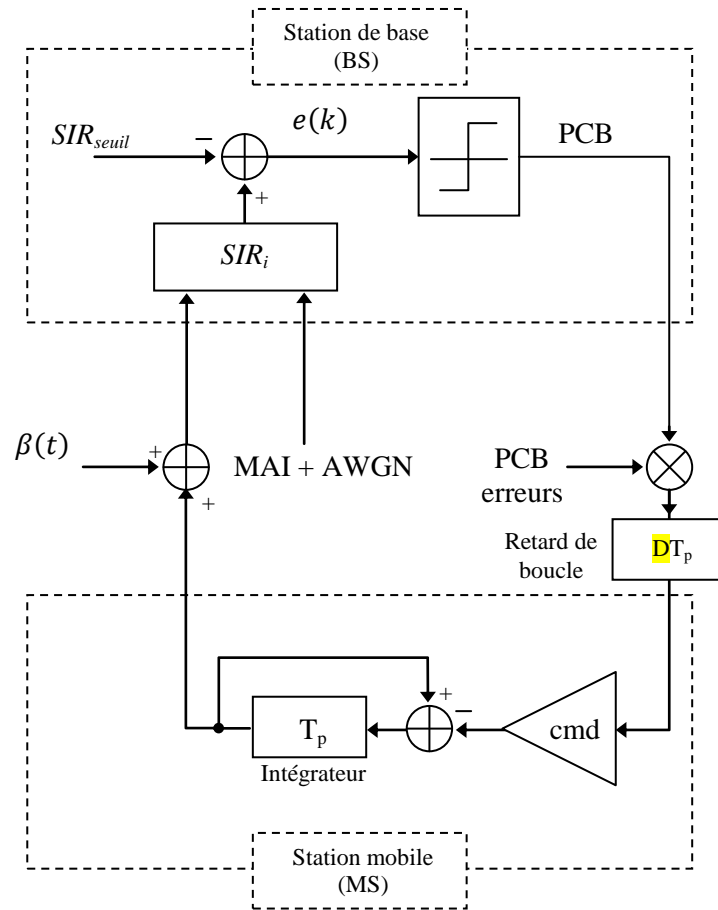 Station de base
(BS)
SIR_seuil
−
e(k)
PCB
+
SIR_i
β(t)
+
+
MAI + AWGN
PCB
erreurs
Retard de
boucle
DT_p
+
−
cmd
T_p
Intégrateur
Station mobile
(MS)